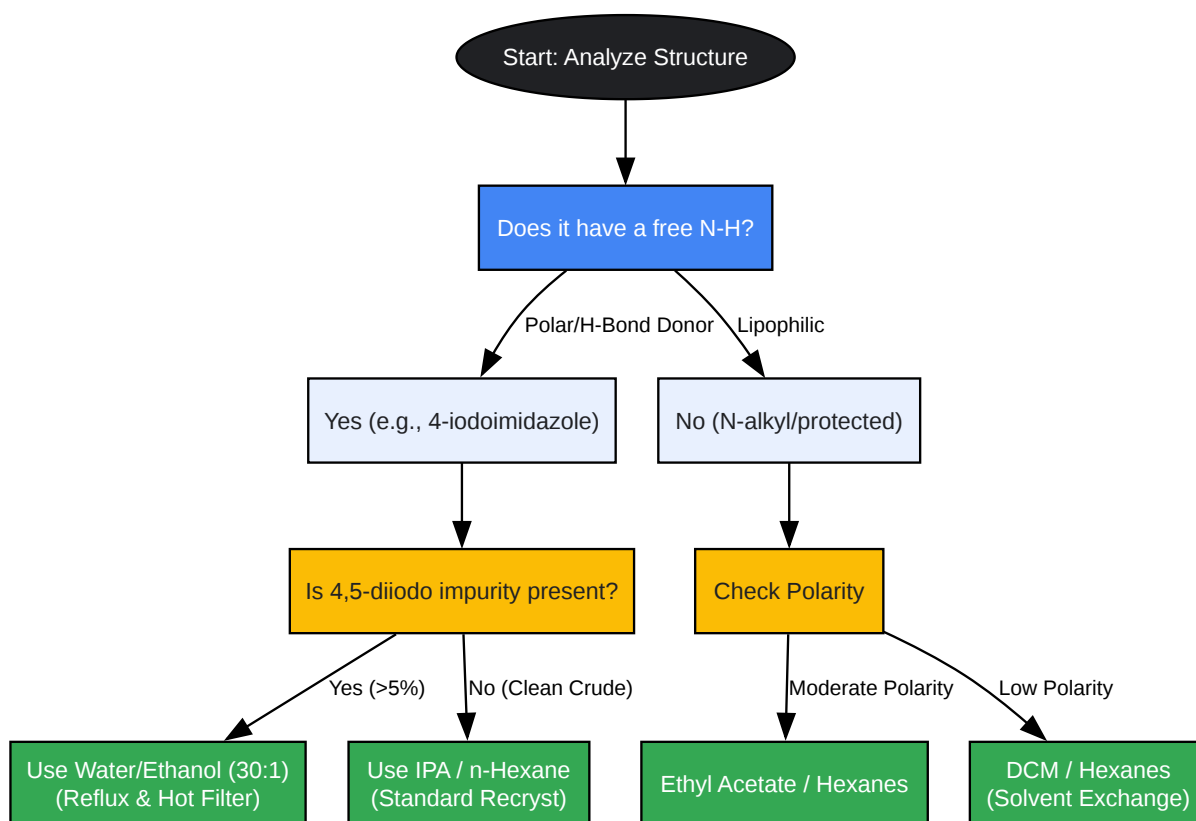 Start: Analyze Structure
Does it have a free N-H?
Polar/H-Bond Donor
Lipophilic
Yes (e.g., 4-iodoimidazole)
No (N-alkyl/protected)
Is 4,5-diiodo impurity present?
Check Polarity
Yes (>5%)
No (Clean Crude)
Moderate Polarity
Low Polarity
Use Water/Ethanol (30:1)
(Reflux & Hot Filter)
Use IPA / n-Hexane
(Standard Recryst)
Ethyl Acetate / Hexanes
DCM / Hexanes
(Solvent Exchange)